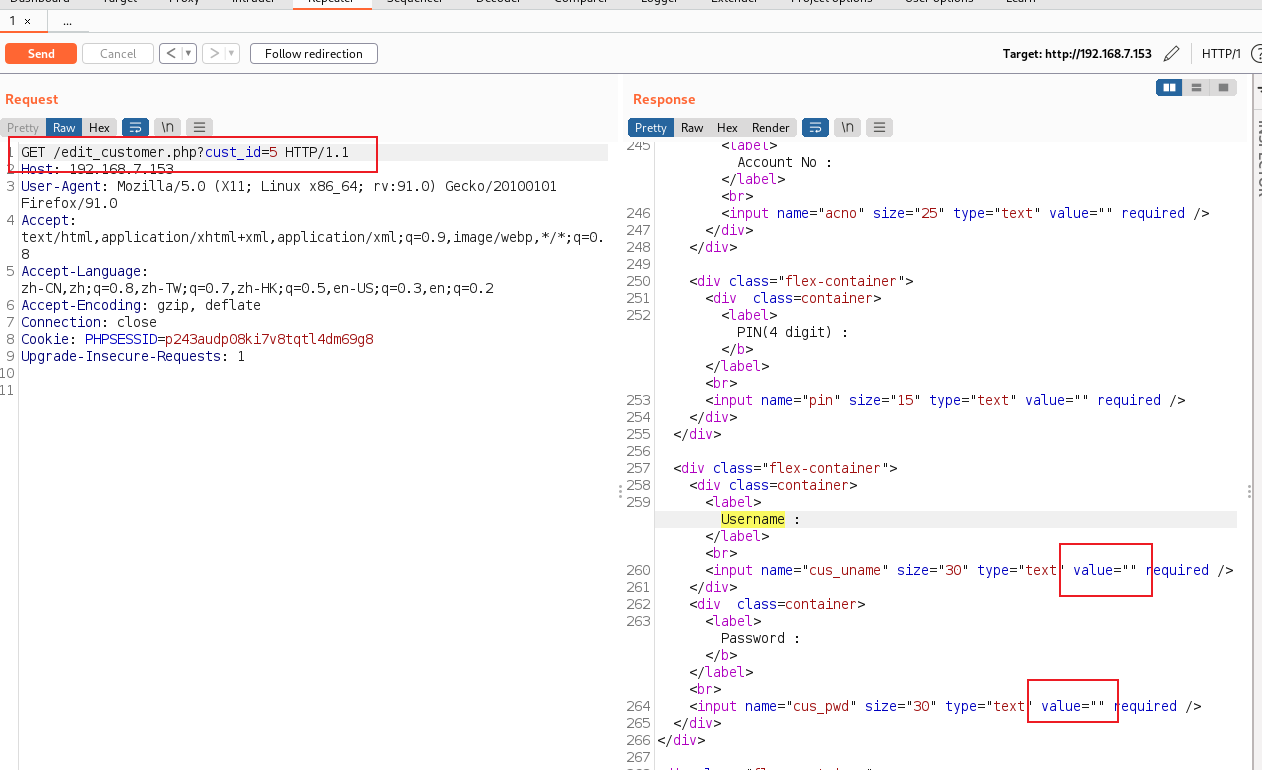 Dashboard Target Proxy Intruder Repeater Sequencer Decoder Comparer Logger Extender Project options User options Learn
1 × ...
Send Cancel < > Follow redirection Target: http://192.168.7.153 HTTP/1 ?
Request
Pretty Raw Hex \n
1 GET /edit_customer.php?cust_id=5 HTTP/1.1
2 Host: 192.168.7.153
3 User-Agent: Mozilla/5.0 (X11; Linux x86_64; rv:91.0) Gecko/20100101
Firefox/91.0
4 Accept:
text/html,application/xhtml+xml,application/xml;q=0.9,image/webp,*/*;q=0.
8
5 Accept-Language:
zh-CN,zh;q=0.8,zh-TW;q=0.7,zh-HK;q=0.5,en-US;q=0.3,en;q=0.2
6 Accept-Encoding: gzip, deflate
7 Connection: close
8 Cookie: PHPSESSID=p243audp08ki7v8tqtl4dm69g8
9 Upgrade-Insecure-Requests: 1
10
11
Response
Pretty Raw Hex Render \n
245 <label>
Account No :
</label>
<br>
246 <input name="acno" size="25" type="text" value="" required />
247 </div>
248 </div>
249
250 <div class="flex-container">
251 <div class=container>
252 <label>
PIN(4 digit) :
</b>
</label>
<br>
253 <input name="pin" size="15" type="text" value="" required />
254 </div>
255 </div>
256
257 <div class="flex-container">
258 <div class=container>
259 <label>
Username :
</label>
<br>
260 <input name="cus_uname" size="30" type="text" value="" required />
261 </div>
262 <div class=container>
263 <label>
Password :
</b>
</label>
<br>
264 <input name="cus_pwd" size="30" type="text" value="" required />
265 </div>
266 </div>
267